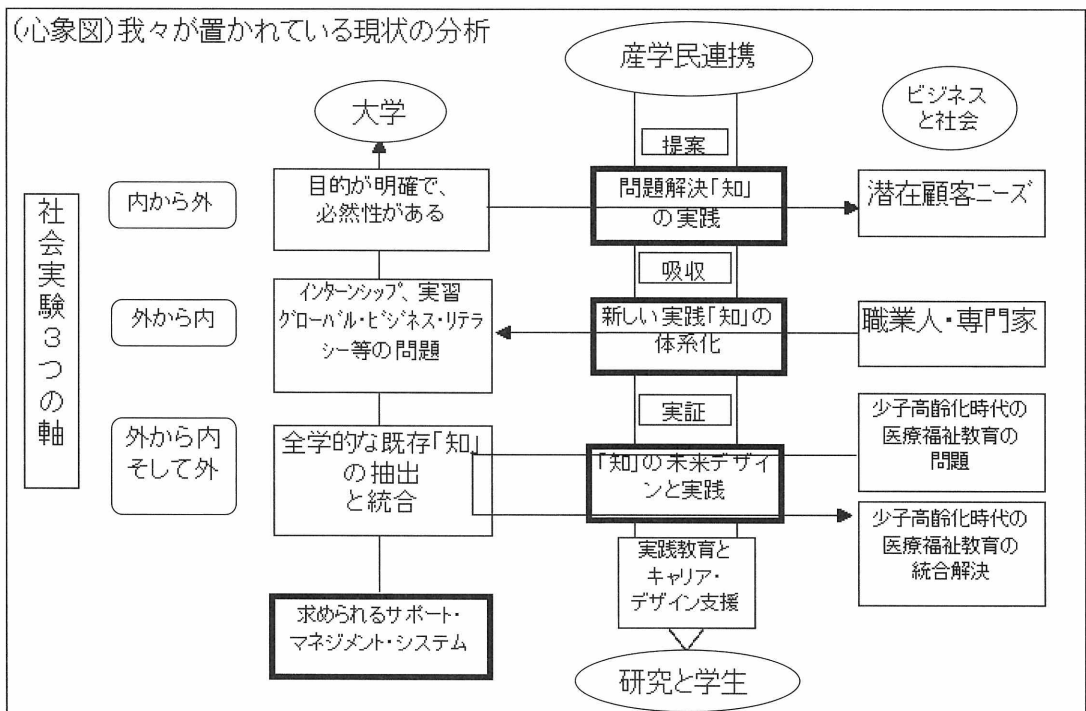 (心象図)我々が置かれている現状の分析
産学民連携
大学
ビジネス
と社会
提案
社会実験３つの軸
内から外
目的が明確で、
必然性がある
問題解決「知」
の実践
潜在顧客ニーズ
吸収
外から内
ｲﾝﾀｰﾝｼｯﾌﾟ、実習
ｸﾞﾛｰﾊﾞﾙ・ﾋﾞｼﾞﾈｽ・ﾘﾃﾗ
ｼｰ等の問題
新しい実践「知」の
体系化
職業人・専門家
実証
外から内
そして外
全学的な既存「知」
の抽出
と統合
「知」の未来デザイ
ンと実践
少子高齢化時代の
医療福祉教育の
問題
少子高齢化時代の
医療福祉教育の
統合解決
実践教育と
キャリア・
デザイン支援
求められるサポート・
マネジメント・システム
研究と学生